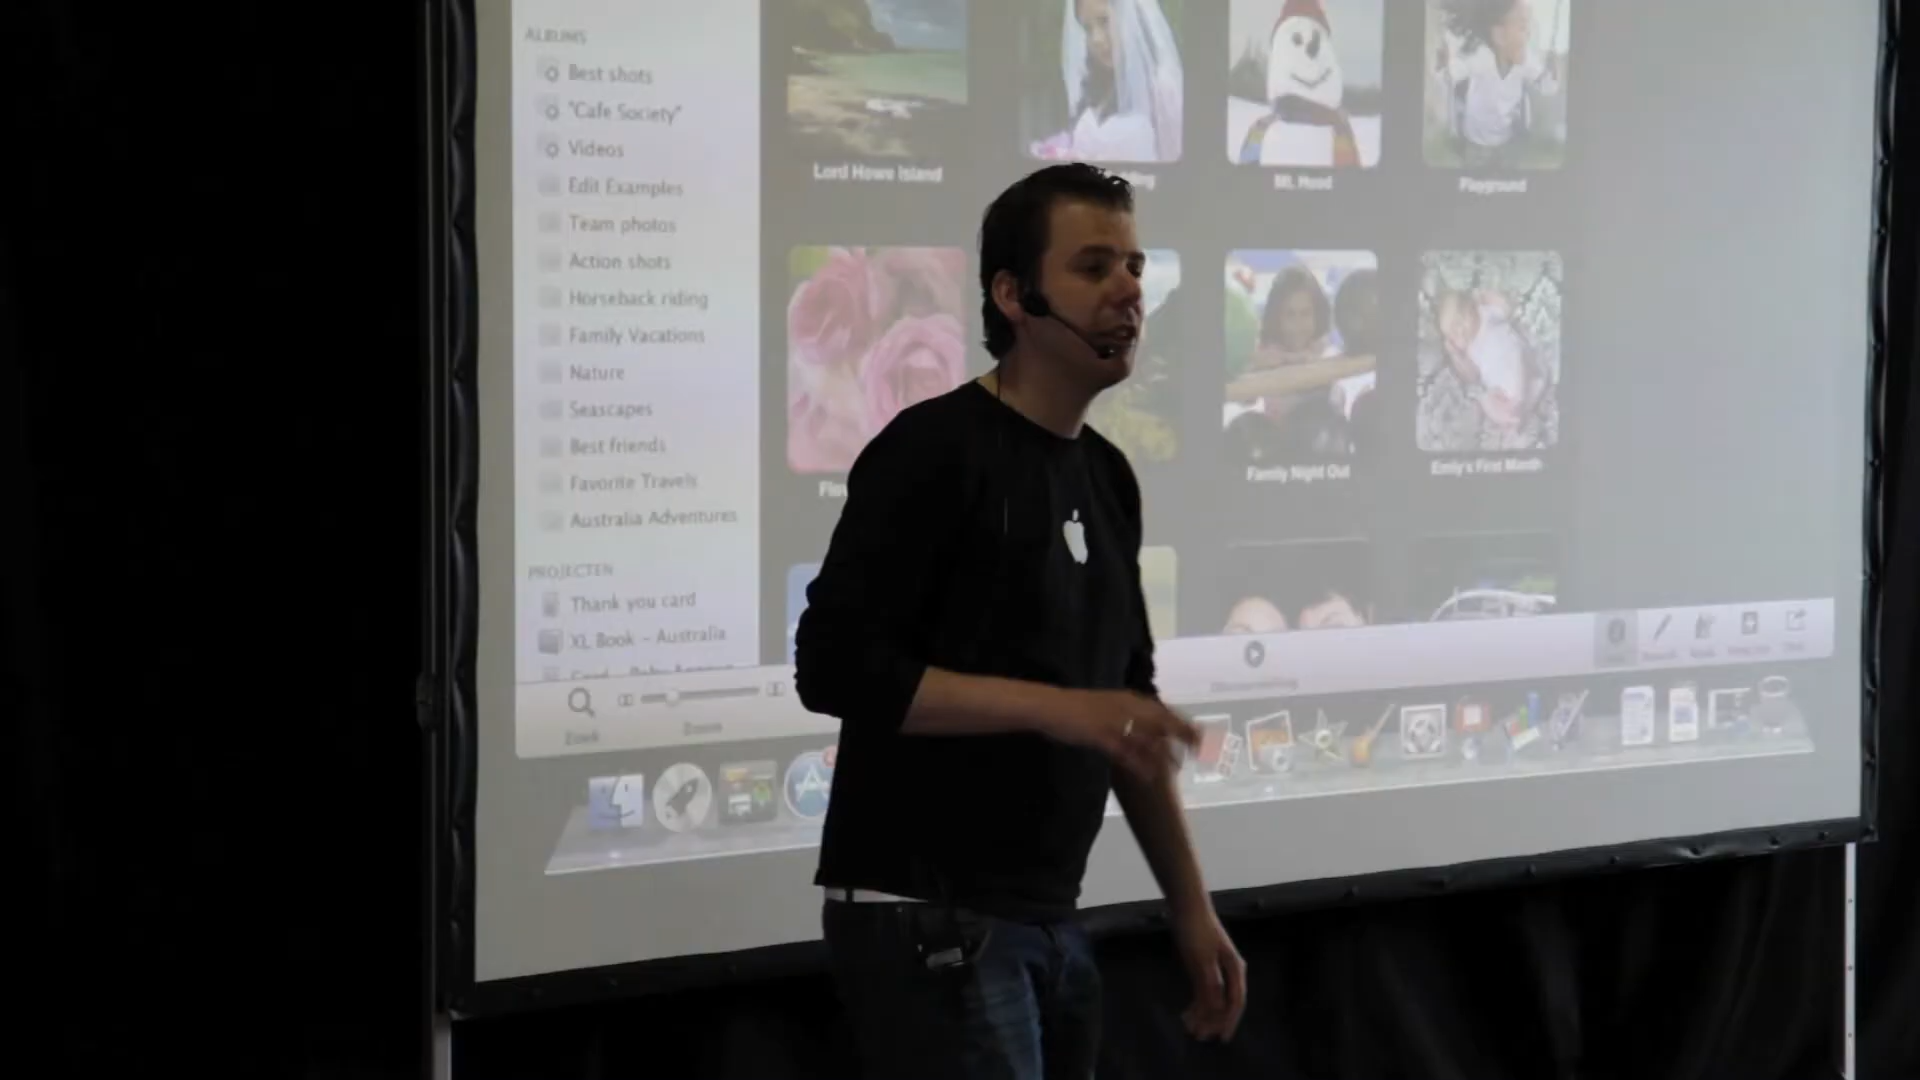 ALBUMS
Best shots
"Cafe Society"
Videos
Edit Examples
Team photos
Action shots
Horseback riding
Family Vacations
Nature
Seascapes
Best friends
Favorite Travels
Australia Adventures
PROJECTEN
Thank you card
XL Book - Australia
Zoek
Zoom
Lord Howe Island
Mt. Hood
Playground
Family Night Out
Emily's First Month